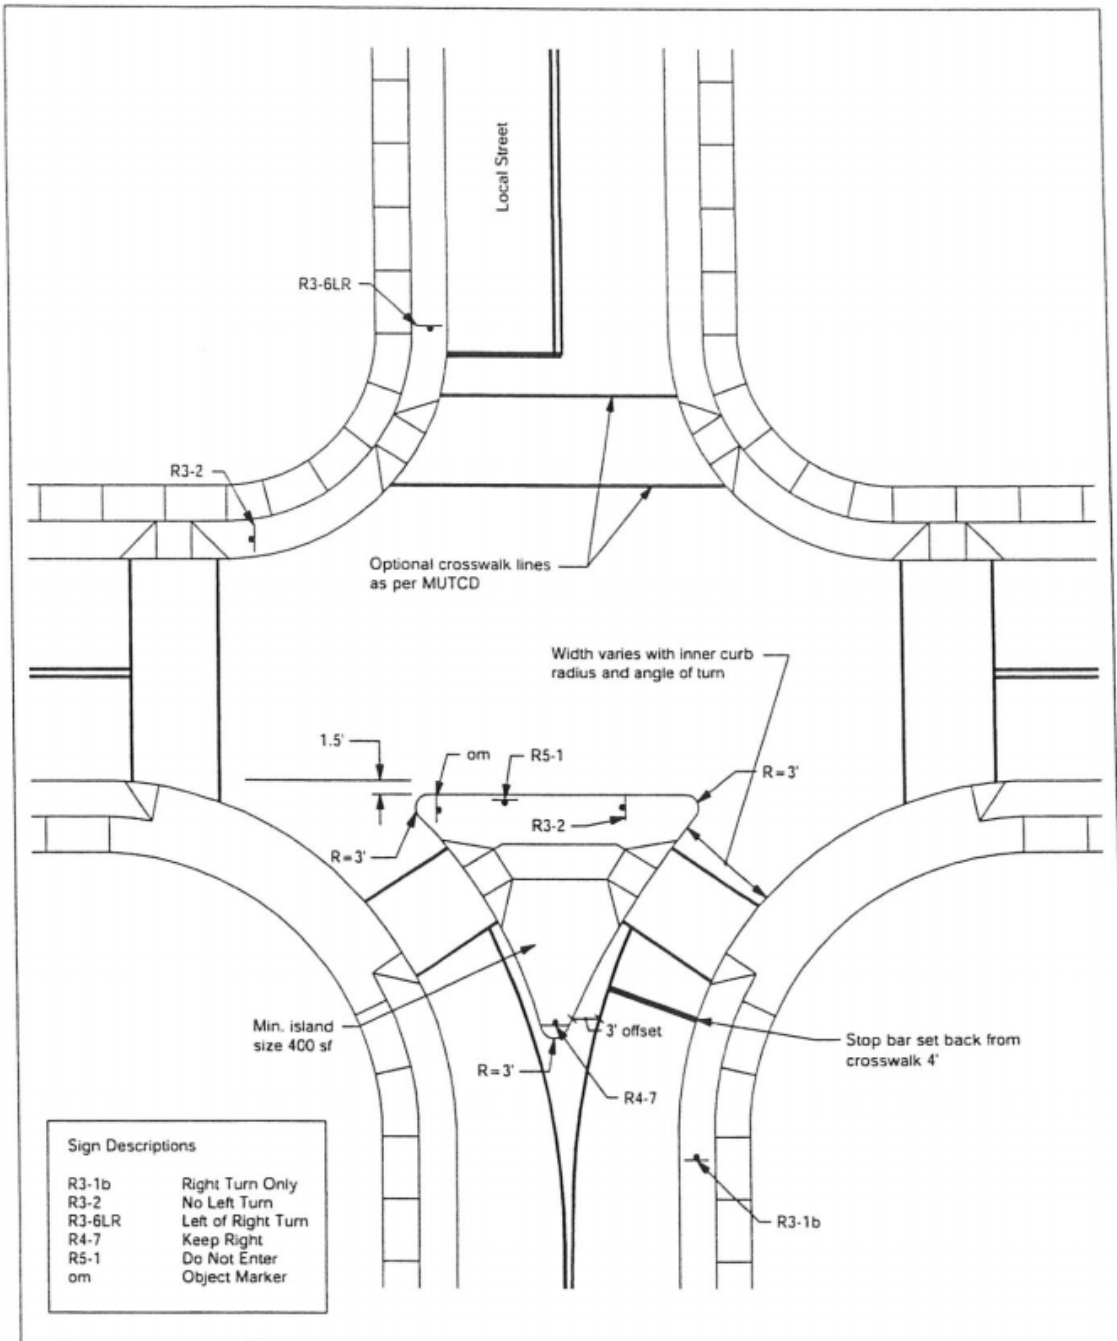 Local Street
R3-6LR
R3-2
Optional crosswalk lines
as per MUTCD
Width varies with inner curb
radius and angle of turn
1.5'
om
R5-1
R=3'
R3-2
R=3'
Min. island
size 400 sf
3' offset
Stop bar set back from
crosswalk 4'
R=3'
R4-7
R3-1b
Sign Descriptions
R3-1b Right Turn Only
R3-2 No Left Turn
R3-6LR Left of Right Turn
R4-7 Keep Right
R5-1 Do Not Enter
om Object Marker